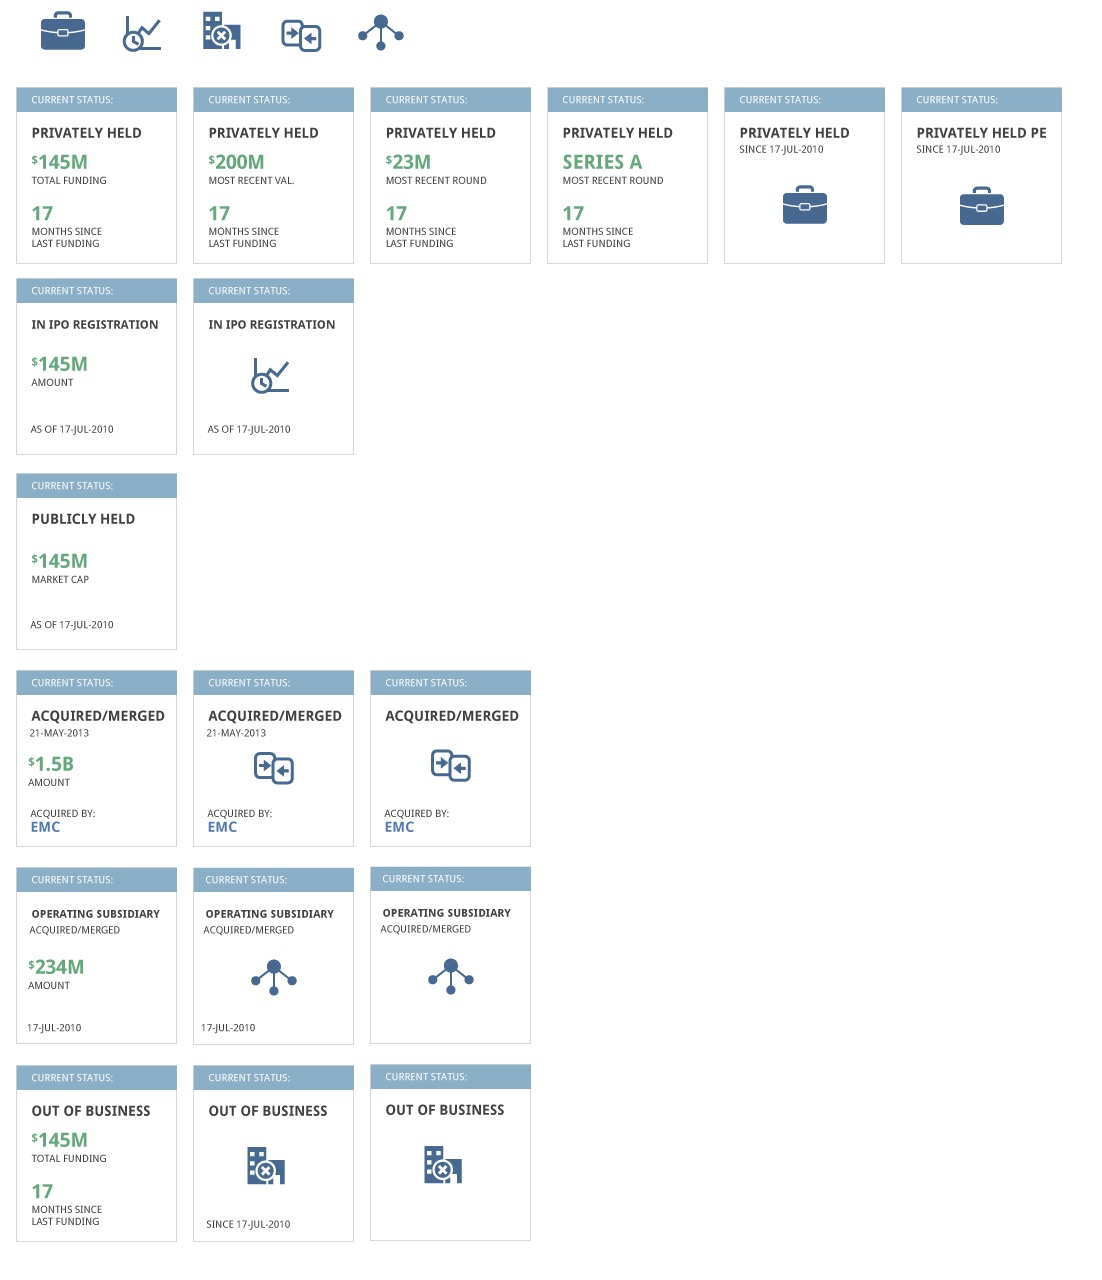 CURRENT STATUS:
PRIVATELY HELD
$145M
TOTAL FUNDING
17
MONTHS SINCE
LAST FUNDING
CURRENT STATUS:
PRIVATELY HELD
$200M
MOST RECENT VAL.
17
MONTHS SINCE
LAST FUNDING
CURRENT STATUS:
PRIVATELY HELD
$23M
MOST RECENT ROUND
17
MONTHS SINCE
LAST FUNDING
CURRENT STATUS:
PRIVATELY HELD
SERIES A
MOST RECENT ROUND
17
MONTHS SINCE
LAST FUNDING
CURRENT STATUS:
PRIVATELY HELD
SINCE 17-JUL-2010
CURRENT STATUS:
PRIVATELY HELD PE
SINCE 17-JUL-2010
CURRENT STATUS:
IN IPO REGISTRATION
$145M
AMOUNT
AS OF 17-JUL-2010
CURRENT STATUS:
IN IPO REGISTRATION
AS OF 17-JUL-2010
CURRENT STATUS:
PUBLICLY HELD
$145M
MARKET CAP
AS OF 17-JUL-2010
CURRENT STATUS:
ACQUIRED/MERGED
21-MAY-2013
$1.5B
AMOUNT
ACQUIRED BY:
EMC
CURRENT STATUS:
ACQUIRED/MERGED
21-MAY-2013
ACQUIRED BY:
EMC
CURRENT STATUS:
ACQUIRED/MERGED
ACQUIRED BY:
EMC
CURRENT STATUS:
OPERATING SUBSIDIARY
ACQUIRED/MERGED
$234M
AMOUNT
17-JUL-2010
CURRENT STATUS:
OPERATING SUBSIDIARY
ACQUIRED/MERGED
17-JUL-2010
CURRENT STATUS:
OPERATING SUBSIDIARY
ACQUIRED/MERGED
CURRENT STATUS:
OUT OF BUSINESS
$145M
TOTAL FUNDING
17
MONTHS SINCE
LAST FUNDING
CURRENT STATUS:
OUT OF BUSINESS
SINCE 17-JUL-2010
CURRENT STATUS:
OUT OF BUSINESS